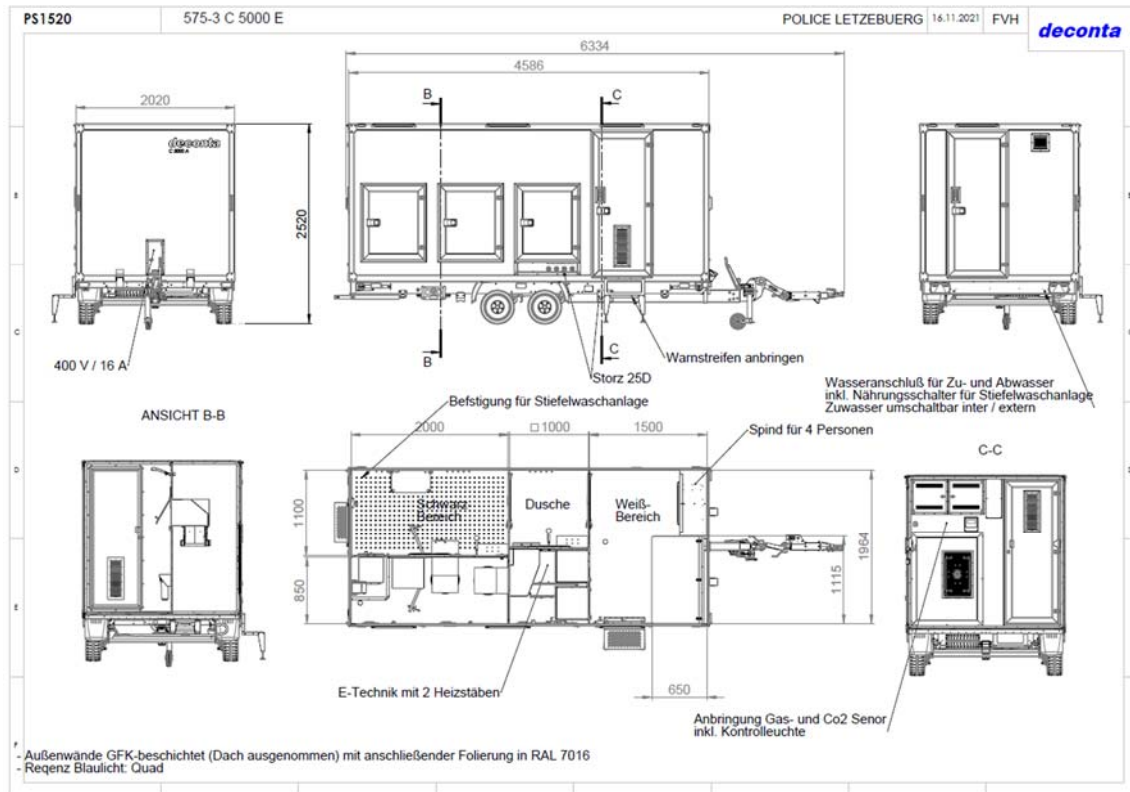 PS1520
575-3 C 5000 E
POLICE LETZEBUERG
16.11.2021
FVH
deconta
6334
4586
2020
B
C
deconta
2520
B
C
400 V / 16 A
Storz 25D
Warnstreifen anbringen
Wasseranschluß für Zu- und Abwasser
inkl. Nährungsschalter für Stiefelwaschanlage
Zuwasser umschaltbar inter / extern
ANSICHT B-B
Befstigung für Stiefelwaschanlage
2000
□1000
1500
Spind für 4 Personen
C-C
1100
Schwarz-
Bereich
Dusche
Weiß-
Bereich
850
1115
1964
650
E-Technik mit 2 Heizstäben
Anbringung Gas- und Co2 Senor
inkl. Kontrolleuchte
- Außenwände GFK-beschichtet (Dach ausgenommen) mit anschließender Folierung in RAL 7016
- Reqenz Blaulicht: Quad